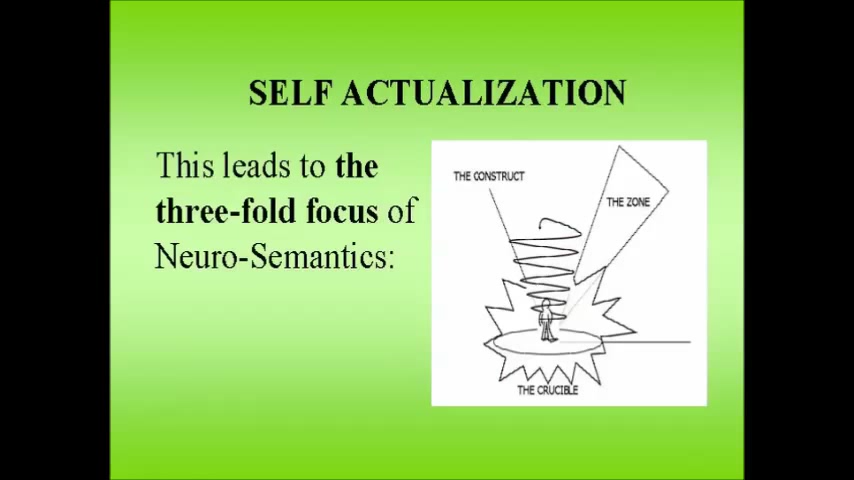 SELF ACTUALIZATION
This leads to the
three-fold focus of
Neuro-Semantics:
THE CONSTRUCT
THE ZONE
THE CRUCIBLE